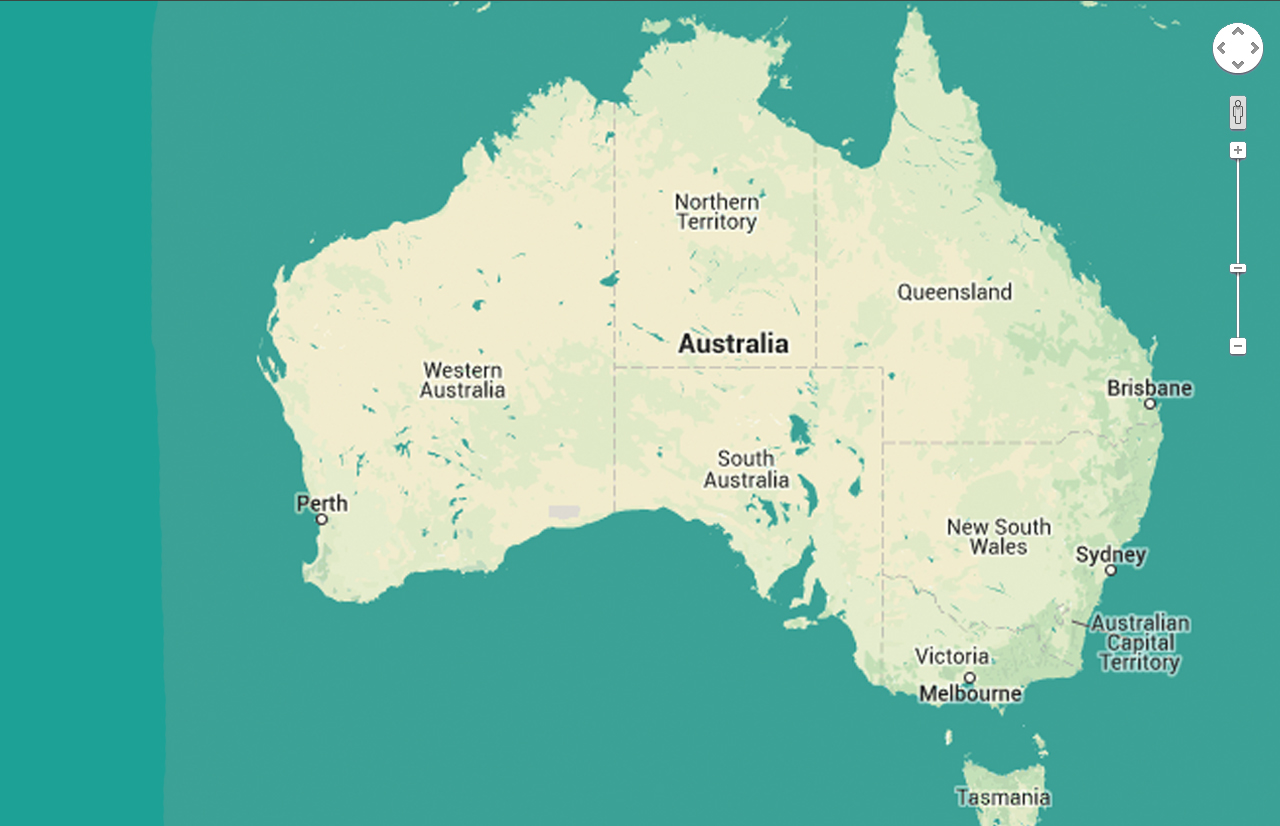 Northern
Territory
Queensland
Australia
Western
Australia
Brisbane
South
Australia
Perth
New South
Wales
Sydney
Australian
Capital
Territory
Victoria
Melbourne
Tasmania